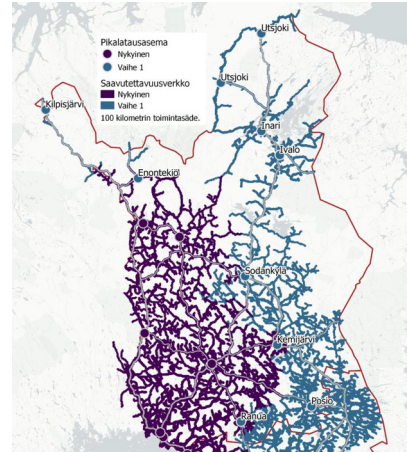 Utsjoki
Pikalatausasema
Nykyinen
Vaihe 1
Utsjoki
Saavutettavuusverkko
Nykyinen
Vaihe 1
100 kilometrin toimintasäde.
Kilpisjärvi
Inari
Ivalo
Enontekiö
Sodankylä
Kemijärvi
Posio
Ranua